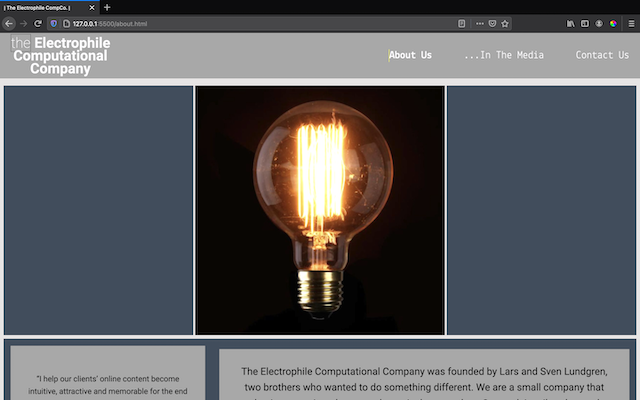 | The Electrophile CompCo. |
127.0.0.1:5500/about.html
the Electrophile
Computational
Company
About Us
...In The Media
Contact Us
"I help our clients' online content become
intuitive, attractive and memorable for the end
The Electrophile Computational Company was founded by Lars and Sven Lundgren,
two brothers who wanted to do something different. We are a small company that